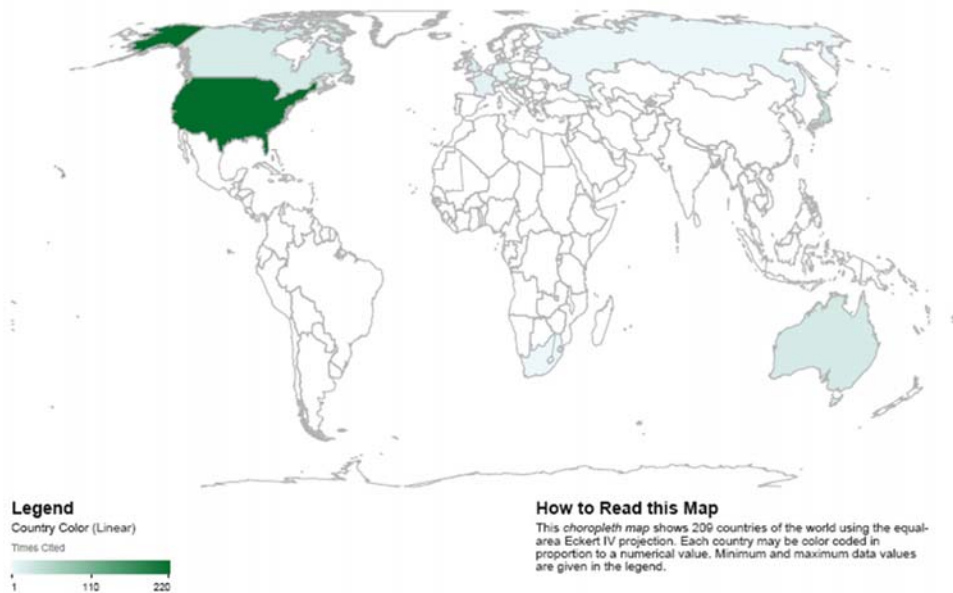 Legend
Country Color (Linear)
Times Cited
1 110 220
How to Read this Map
This choropleth map shows 209 countries of the world using the equal-
area Eckert IV projection. Each country may be color coded in
proportion to a numerical value. Minimum and maximum data values
are given in the legend.